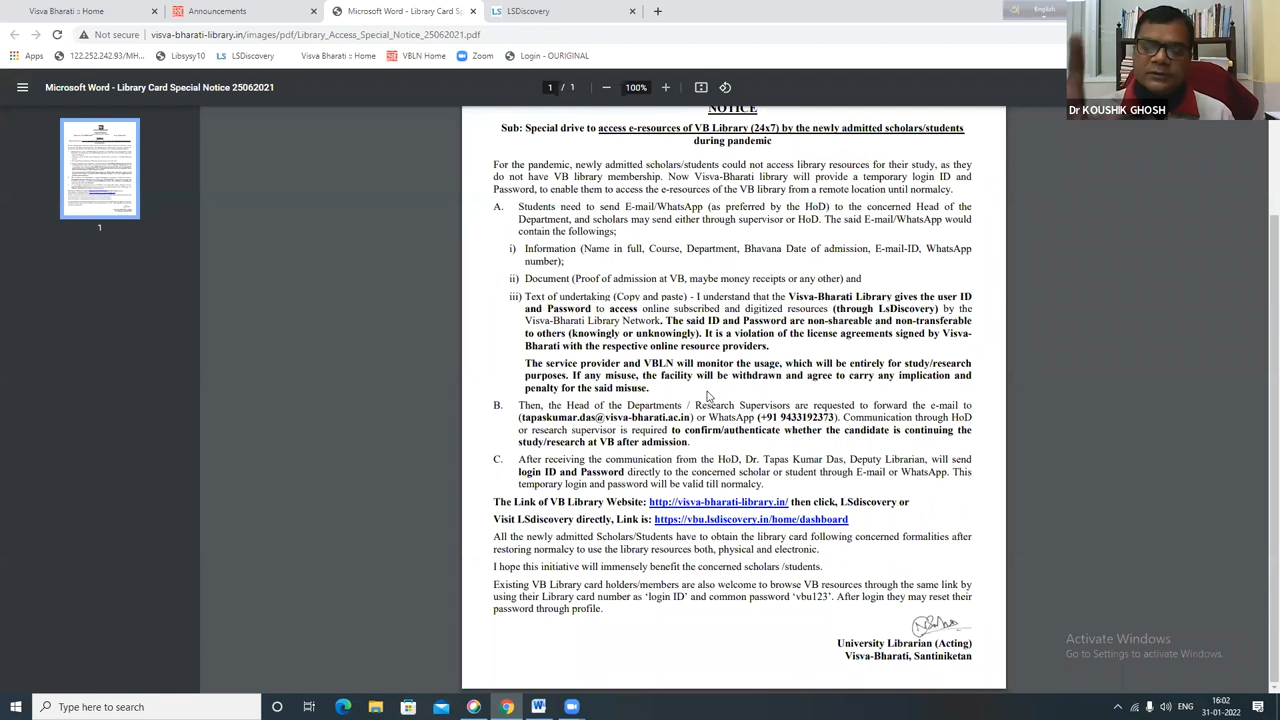 Visva Bharati :: Home
Announcements
Microsoft Word - Library Card Sp
LSDiscovery
English
Not secure | visva-bharati-library.in/images/pdf/Library_Access_Special_Notice_25062021.pdf
Apps
122.252.242.93/MH...
Libsysy10
LSDiscovery
Visva Bharati :: Home
VBLN Home
Zoom
Login - OURIGINAL
Microsoft Word - Library Card Special Notice 25062021
1 / 1
100%
Dr KOUSHIK GHOSH
1
NOTICE
Sub: Special drive to access e-resources of VB Library (24x7) by the newly admitted scholars/students
during pandemic
For the pandemic, newly admitted scholars/students could not access library resources for their study, as they
do not have VB library membership. Now Visva-Bharati library will provide a temporary login ID and
Password, to enable them to access the e-resources of the VB library from a remote location until normalcy.
A. Students need to send E-mail/WhatsApp (as preferred by the HoD) to the concerned Head of the
Department, and scholars may send either through supervisor or HoD. The said E-mail/WhatsApp would
contain the followings;
i) Information (Name in full, Course, Department, Bhavana Date of admission, E-mail-ID, WhatsApp
number);
ii) Document (Proof of admission at VB, maybe money receipts or any other) and
iii) Text of undertaking (Copy and paste) - I understand that the Visva-Bharati Library gives the user ID
and Password to access online subscribed and digitized resources (through LsDiscovery) by the
Visva-Bharati Library Network. The said ID and Password are non-shareable and non-transferable
to others (knowingly or unknowingly). It is a violation of the license agreements signed by Visva-
Bharati with the respective online resource providers.
The service provider and VBLN will monitor the usage, which will be entirely for study/research
purposes. If any misuse, the facility will be withdrawn and agree to carry any implication and
penalty for the said misuse.
B. Then, the Head of the Departments / Research Supervisors are requested to forward the e-mail to
(tapaskumar.das@visva-bharati.ac.in) or WhatsApp (+91 9433192373). Communication through HoD
or research supervisor is required to confirm/authenticate whether the candidate is continuing the
study/research at VB after admission.
C. After receiving the communication from the HoD, Dr. Tapas Kumar Das, Deputy Librarian, will send
login ID and Password directly to the concerned scholar or student through E-mail or WhatsApp. This
temporary login and password will be valid till normalcy.
The Link of VB Library Website: http://visva-bharati-library.in/ then click, LSdiscovery or
Visit LSdiscovery directly, Link is: https://vbu.lsdiscovery.in/home/dashboard
All the newly admitted Scholars/Students have to obtain the library card following concerned formalities after
restoring normalcy to use the library resources both, physical and electronic.
I hope this initiative will immensely benefit the concerned scholars /students.
Existing VB Library card holders/members are also welcome to browse VB resources through the same link by
using their Library card number as ‘login ID’ and common password ‘vbu123’. After login they may reset their
password through profile.
University Librarian (Acting)
Visva-Bharati, Santiniketan
Activate Windows
Go to Settings to activate Windows.
Type here to search
ENG
16:02
31-01-2022